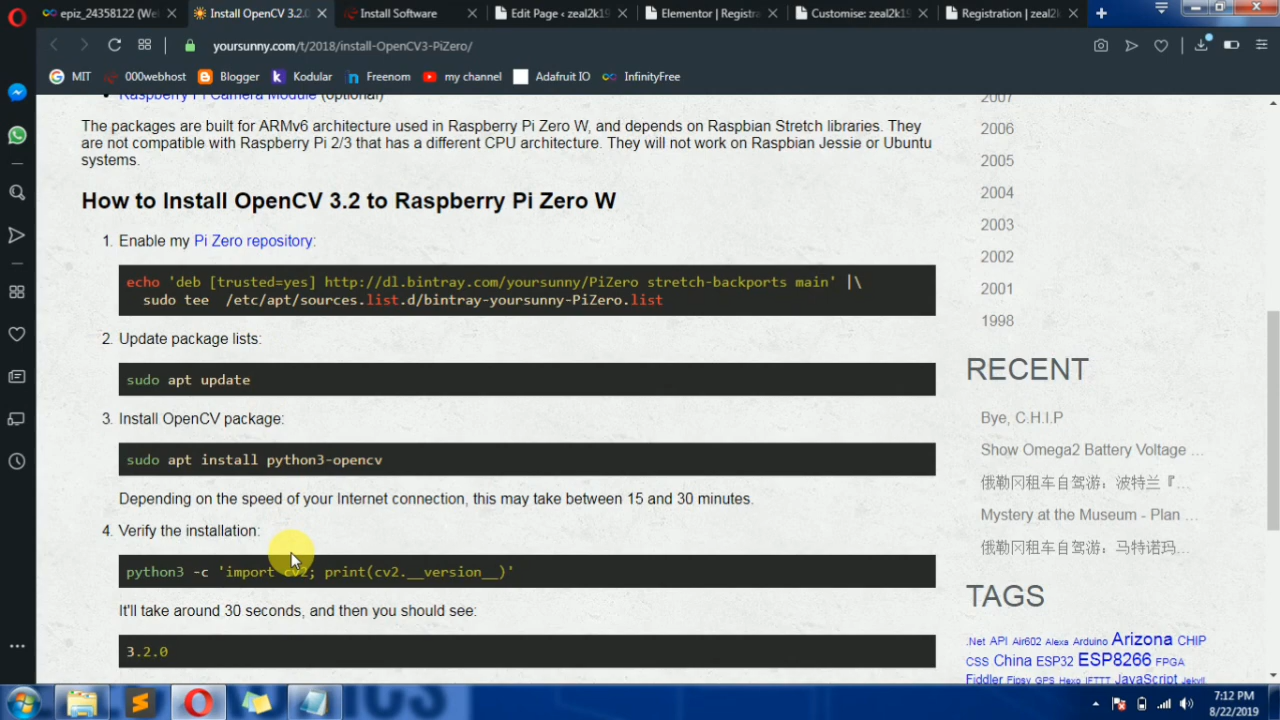 epiz_24358122 (We
Install OpenCV 3.2.0
Install Software
Edit Page ‹ zeal2k19
Elementor | Registra
Customise: zeal2k19
Registration | zeal2k
yoursunny.com/t/2018/install-OpenCV3-PiZero/
MIT
000webhost
Blogger
Kodular
Freenom
my channel
Adafruit IO
InfinityFree
Raspberry Pi Camera Module (optional)
The packages are built for ARMv6 architecture used in Raspberry Pi Zero W, and depends on Raspbian Stretch libraries. They
are not compatible with Raspberry Pi 2/3 that has a different CPU architecture. They will not work on Raspbian Jessie or Ubuntu
systems.
How to Install OpenCV 3.2 to Raspberry Pi Zero W
1. Enable my Pi Zero repository:
echo 'deb [trusted=yes] http://dl.bintray.com/yoursunny/PiZero stretch-backports main' |\
sudo tee /etc/apt/sources.list.d/bintray-yoursunny-PiZero.list
2. Update package lists:
sudo apt update
3. Install OpenCV package:
sudo apt install python3-opencv
Depending on the speed of your Internet connection, this may take between 15 and 30 minutes.
4. Verify the installation:
python3 -c 'import cv2; print(cv2.__version__)'
It'll take around 30 seconds, and then you should see:
3.2.0
2007
2006
2005
2004
2003
2002
2001
1998
RECENT
Bye, C.H.I.P
Show Omega2 Battery Voltage ...
俄勒冈租车自驾游：波特兰『...
Mystery at the Museum - Plan ...
俄勒冈租车自驾游：马特诺玛...
TAGS
.Net API Air602 Alexa Arduino Arizona CHIP
CSS China ESP32 ESP8266 FPGA
Fiddler Fipsy GPS Hexo IFTTT JavaScript Jekyll
7:12 PM
8/22/2019